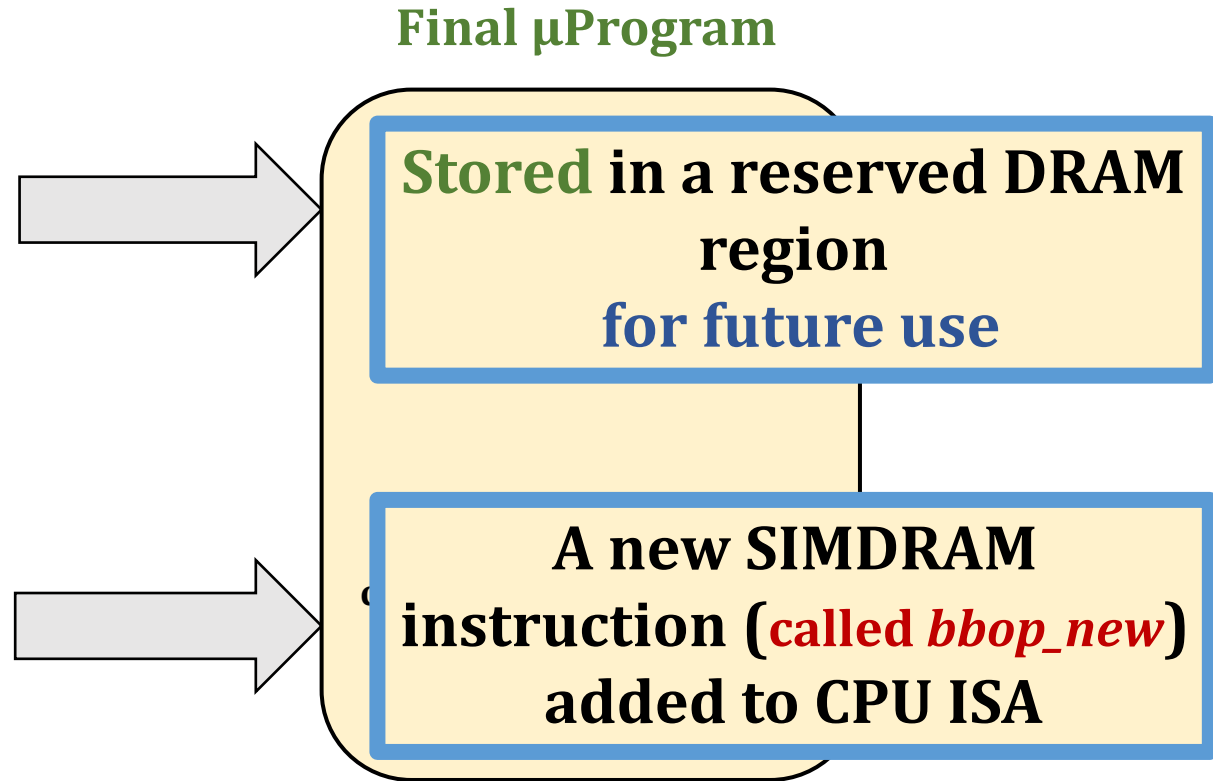 Final µProgram
Stored in a reserved DRAM
region
for future use
A new SIMDRAM
instruction (called bbop_new)
added to CPU ISA